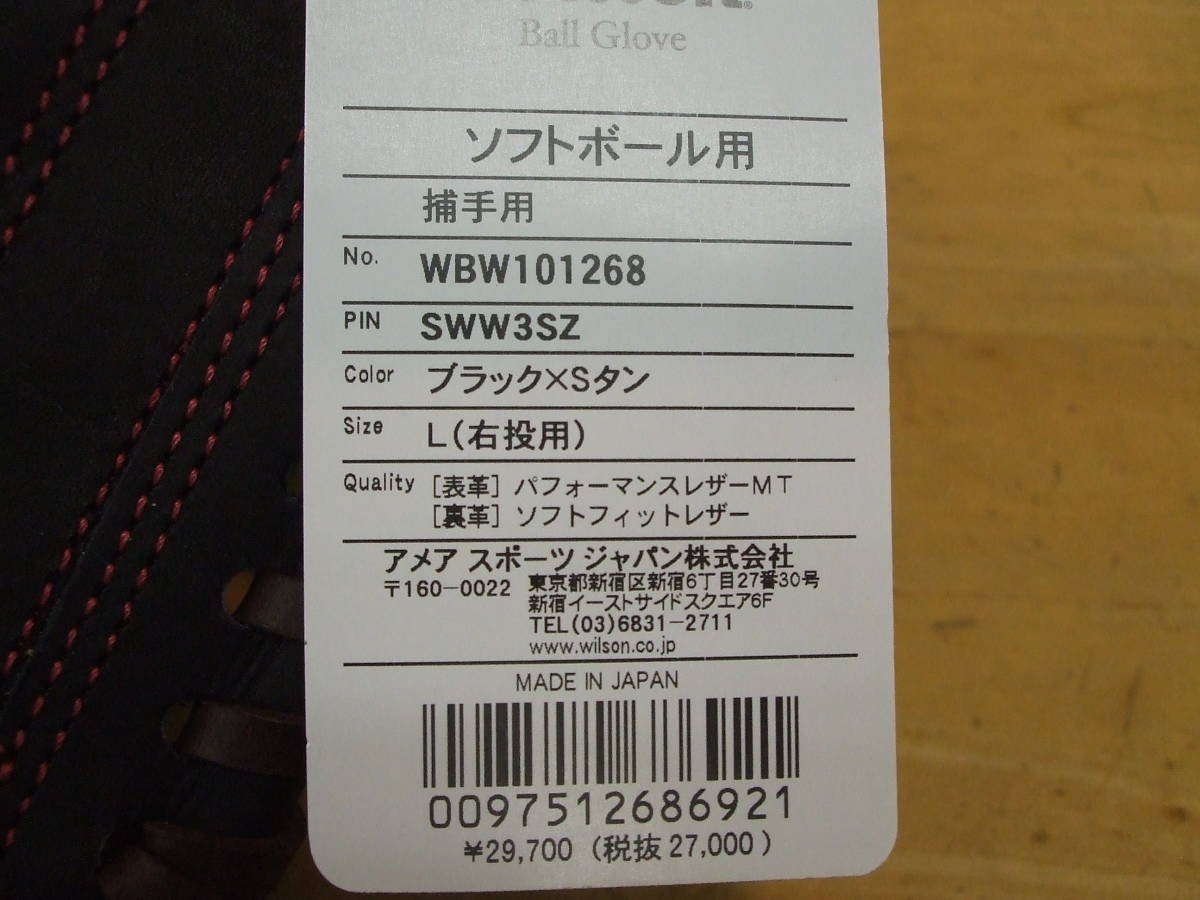 Ball Glove
ソフトボール用
捕手用
No. WBW101268
PIN SWW3SZ
Color ブラック×Sタン
Size L(右投用)
Quality [表革] パフォーマンスレザーMT
[裏革] ソフトフィットレザー
アメア スポーツ ジャパン株式会社
〒160-0022 東京都新宿区新宿6丁目27番30号
新宿イーストサイドスクエア6F
TEL(03)6831-2711
www.wilson.co.jp
MADE IN JAPAN
0097512686921
¥29,700 (税抜 27,000)